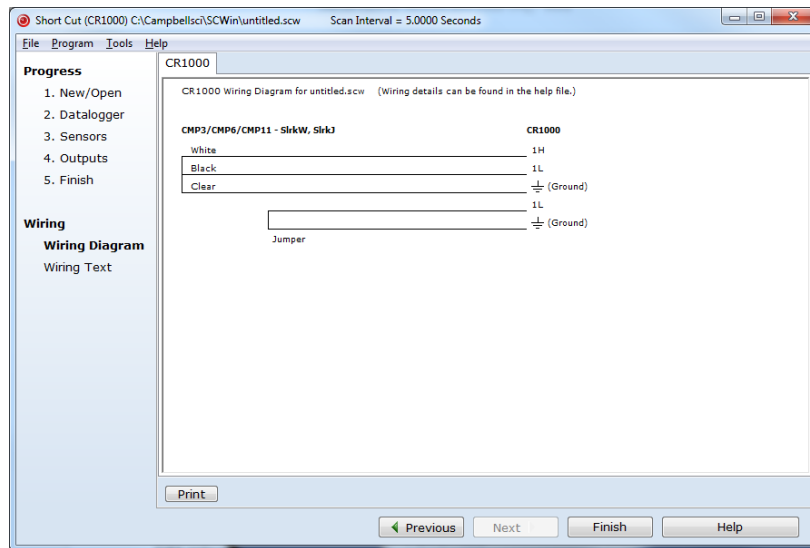 Short Cut (CR1000) C:\Campbellsci\SCWin\untitled.scw Scan Interval = 5.0000 Seconds
File Program Tools Help
Progress
1. New/Open
2. Datalogger
3. Sensors
4. Outputs
5. Finish
Wiring
Wiring Diagram
Wiring Text
CR1000
CR1000 Wiring Diagram for untitled.scw (Wiring details can be found in the help file.)
CMP3/CMP6/CMP11 - SlrkW, SlrkJ CR1000
White 1H
Black 1L
Clear (Ground)
1L
(Ground)
Jumper
Print
Previous Next Finish Help